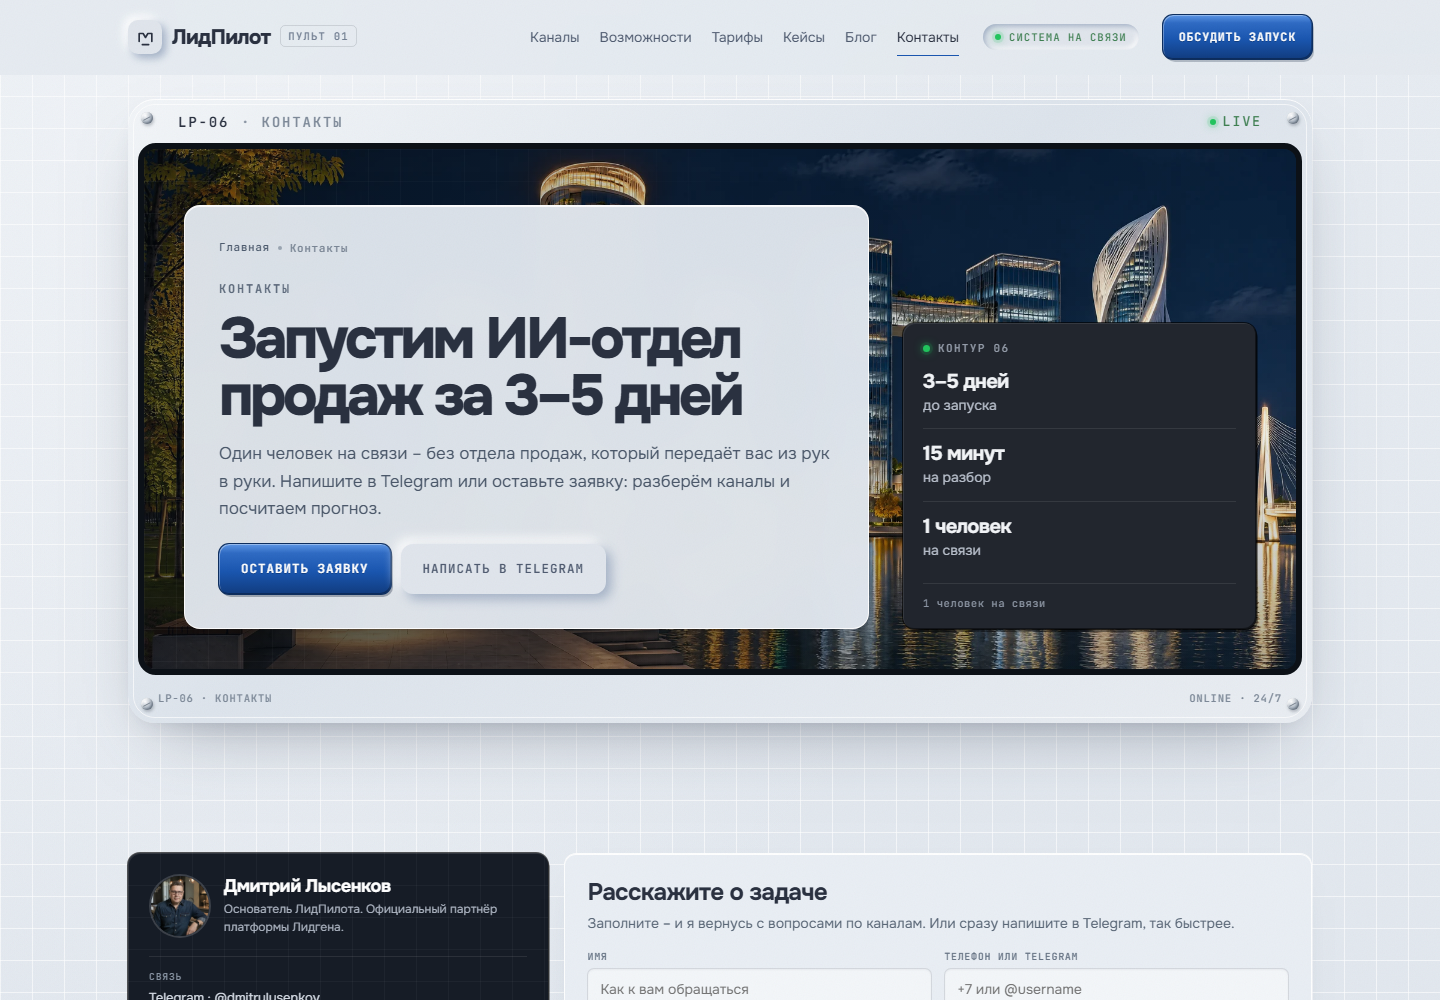 ЛидПилот
ПУЛЬТ 01
Каналы
Возможности
Тарифы
Кейсы
Блог
Контакты
СИСТЕМА НА СВЯЗИ
ОБСУДИТЬ ЗАПУСК
LP-06 · КОНТАКТЫ
LIVE
Главная • Контакты
КОНТАКТЫ
Запустим ИИ-отдел
продаж за 3–5 дней
Один человек на связи – без отдела продаж, который передаёт вас из рук
в руки. Напишите в Telegram или оставьте заявку: разберём каналы и
посчитаем прогноз.
ОСТАВИТЬ ЗАЯВКУ
НАПИСАТЬ В TELEGRAM
КОНТУР 06
3–5 дней
до запуска
15 минут
на разбор
1 человек
на связи
1 человек на связи
LP-06 · КОНТАКТЫ
ONLINE · 24/7
Дмитрий Лысенков
Основатель ЛидПилота. Официальный партнёр
платформы Лидгена.
СВЯЗЬ
Telegram · @dmitrulusenkov
Расскажите о задаче
Заполните – и я вернусь с вопросами по каналам. Или сразу напишите в Telegram, так быстрее.
ИМЯ
ТЕЛЕФОН ИЛИ TELEGRAM
Как к вам обращаться
+7 или @username